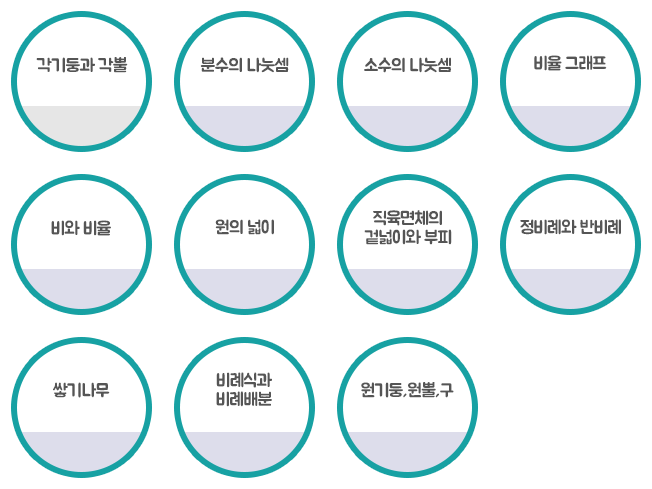 각기둥과 각뿔
분수의 나눗셈
소수의 나눗셈
비율 그래프
비와 비율
원의 넓이
직육면체의
겉넓이와 부피
정비례와 반비례
쌓기나무
비례식과
비례배분
원기둥,원뿔,구